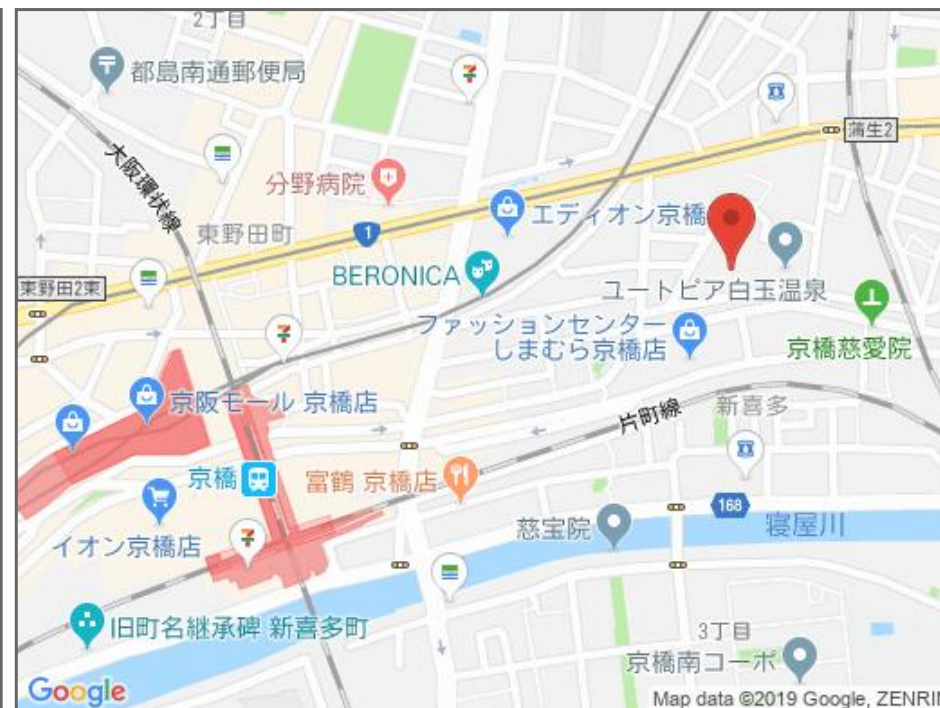 2丁目
都島南通郵便局
蒲生2
大阪環状線
分野病院
エディオン京橋
東野田町
1
東野田2東
BERONICA
ユートピア白玉温泉
ファッションセンター
しまむら京橋店
京橋慈愛院
京阪モール 京橋店
片町線
新喜多
京橋
富鶴 京橋店
168
寝屋川
慈宝院
イオン京橋店
旧町名継承碑 新喜多町
3丁目
京橋南コーポ
Google
Map data ©2019 Google, ZENRI